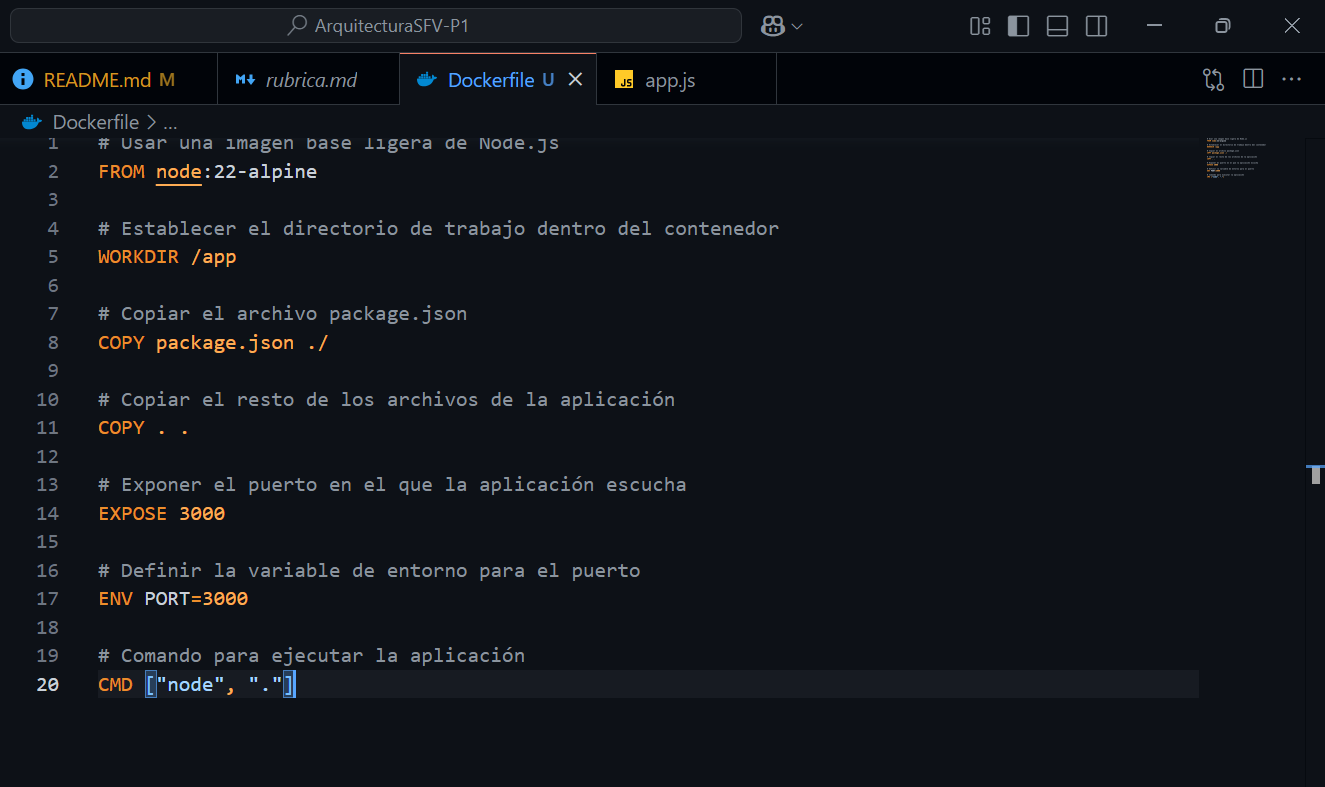 ArquitecturaSFV-P1
README.md M
rubrica.md
Dockerfile U
JS app.js
Dockerfile > ...
1 # Usar una imagen base ligera de Node.js
2 FROM node:22-alpine
3
4 # Establecer el directorio de trabajo dentro del contenedor
5 WORKDIR /app
6
7 # Copiar el archivo package.json
8 COPY package.json ./
9
10 # Copiar el resto de los archivos de la aplicación
11 COPY . .
12
13 # Exponer el puerto en el que la aplicación escucha
14 EXPOSE 3000
15
16 # Definir la variable de entorno para el puerto
17 ENV PORT=3000
18
19 # Comando para ejecutar la aplicación
20 CMD ["node", "."]